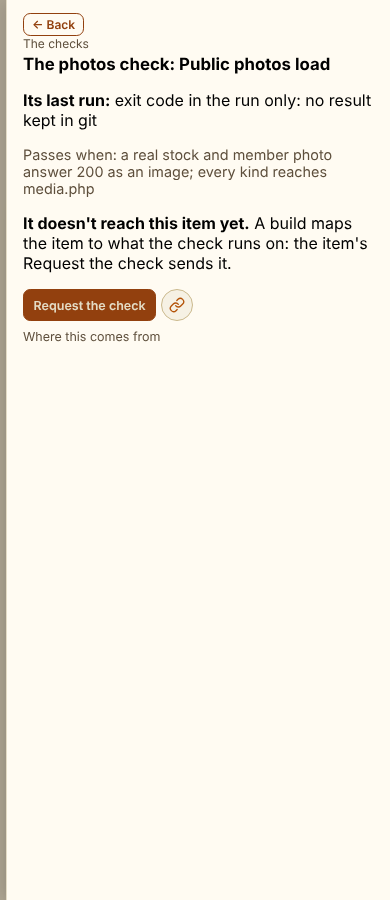 ← Back
The checks
The photos check: Public photos load
Its last run: exit code in the run only: no result
kept in git
Passes when: a real stock and member photo
answer 200 as an image; every kind reaches
media.php
It doesn't reach this item yet. A build maps
the item to what the check runs on: the item's
Request the check sends it.
Request the check
Where this comes from